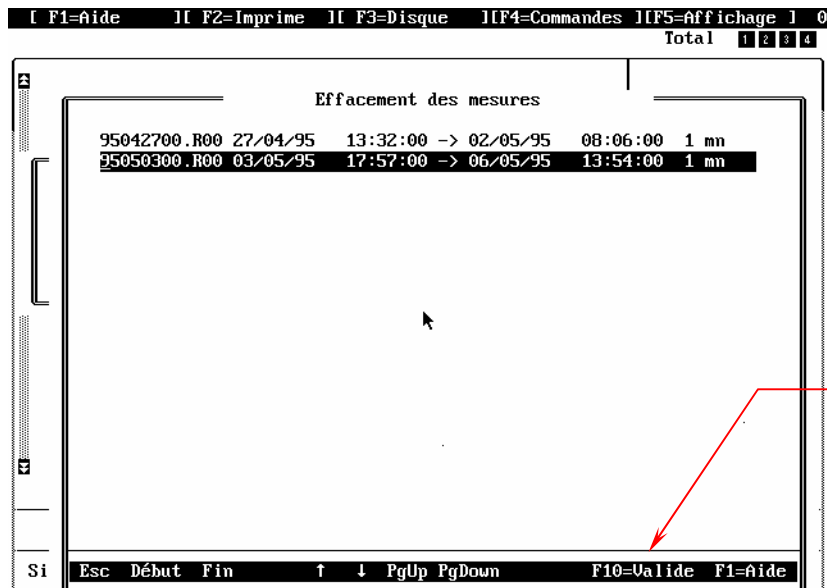 [ F1=Aide ][ F2=Imprime ][ F3=Disque ][F4=Commandes ][F5=Affichage ] 0
Total 1 2 3 4
Effacement des mesures
95042700.R00 27/04/95 13:32:00 -> 02/05/95 08:06:00 1 mn
95050300.R00 03/05/95 17:57:00 -> 06/05/95 13:54:00 1 mn
Si Esc Début Fin ↑ ↓ PgUp PgDown F10=Valide F1=Aide